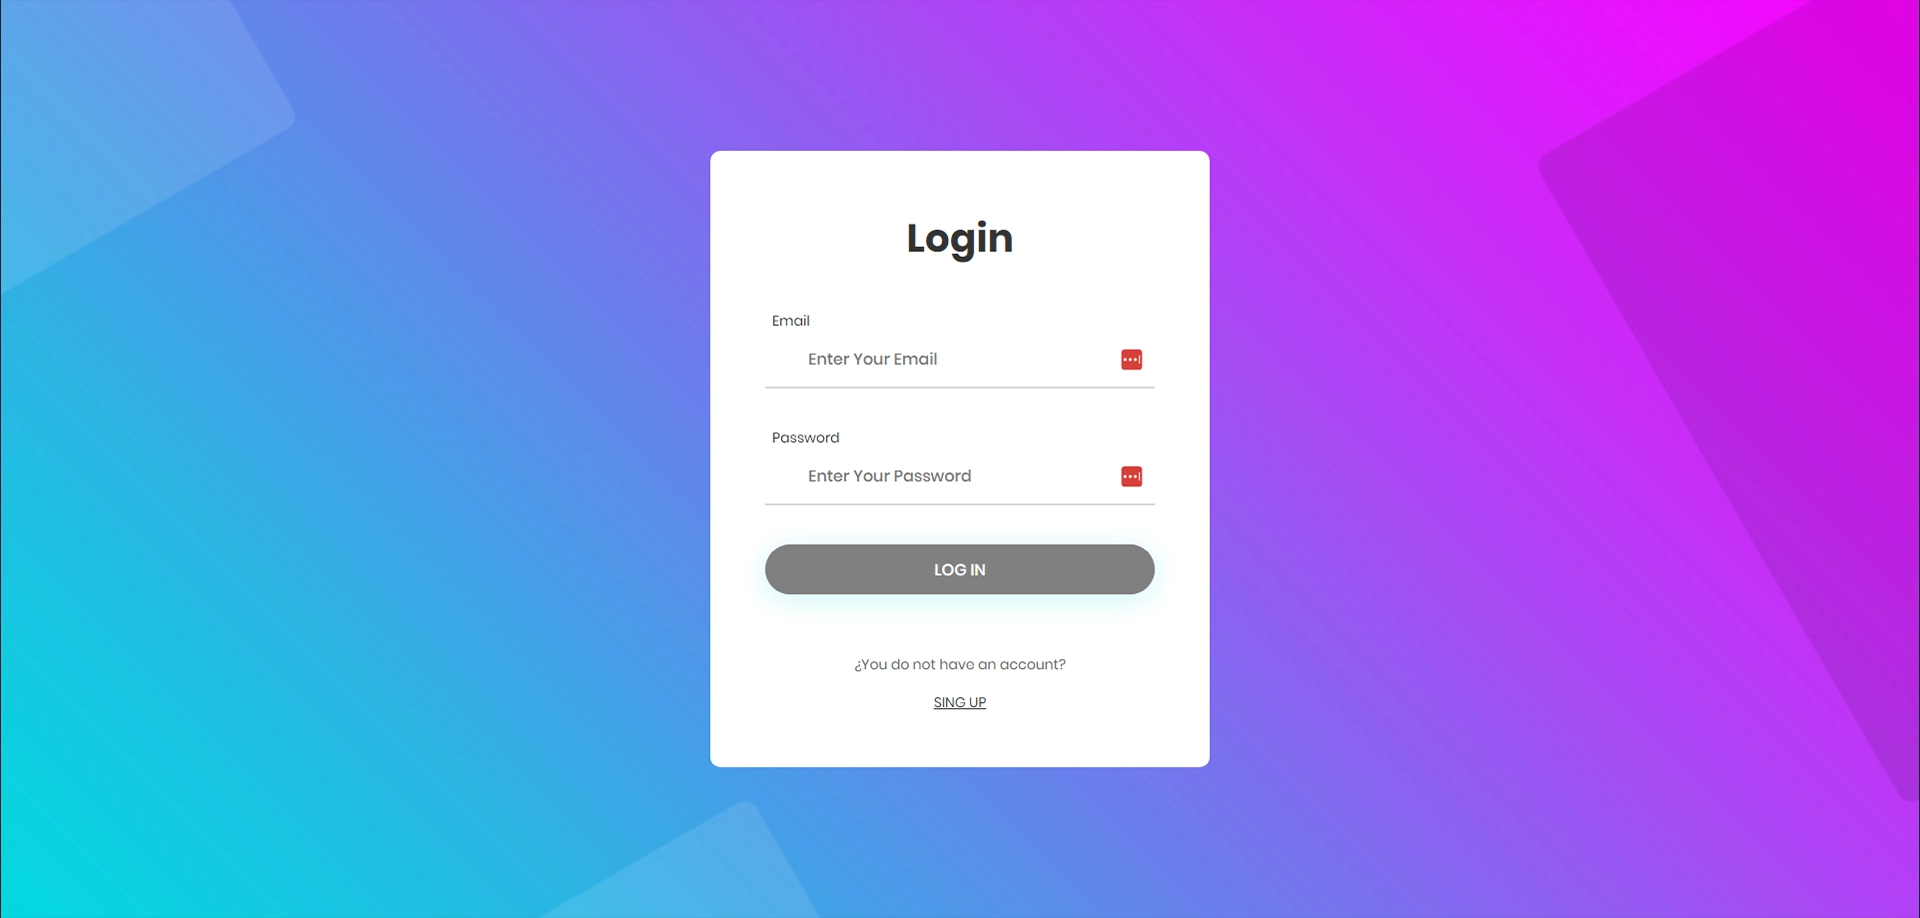 Login
Email
Enter Your Email
Password
Enter Your Password
LOG IN
¿You do not have an account?
SING UP